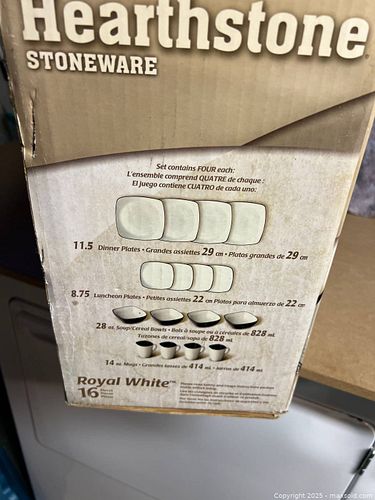 Hearthstone
STONEWARE
Set contains FOUR each:
L'ensemble comprend QUATRE de chaque :
El juego contiene CUATRO de cada uno:
11.5 Dinner Plates • Grandes assiettes 29 cm • Platos grandes de 29 cm
8.75 Luncheon Plates • Petites assiettes 22 cm Platos para almuerzo de 22 cm
28 oz. Soup/Cereal Bowls • Bols à soupe ou à céréales de 828 mL
Tazones de cereal/sopa de 828 mL
14 oz. Mugs • Grandes tasses de 414 mL • Jarros de 414 mL
Royal White™
16
Content Copyright 2025 - maxsold.com